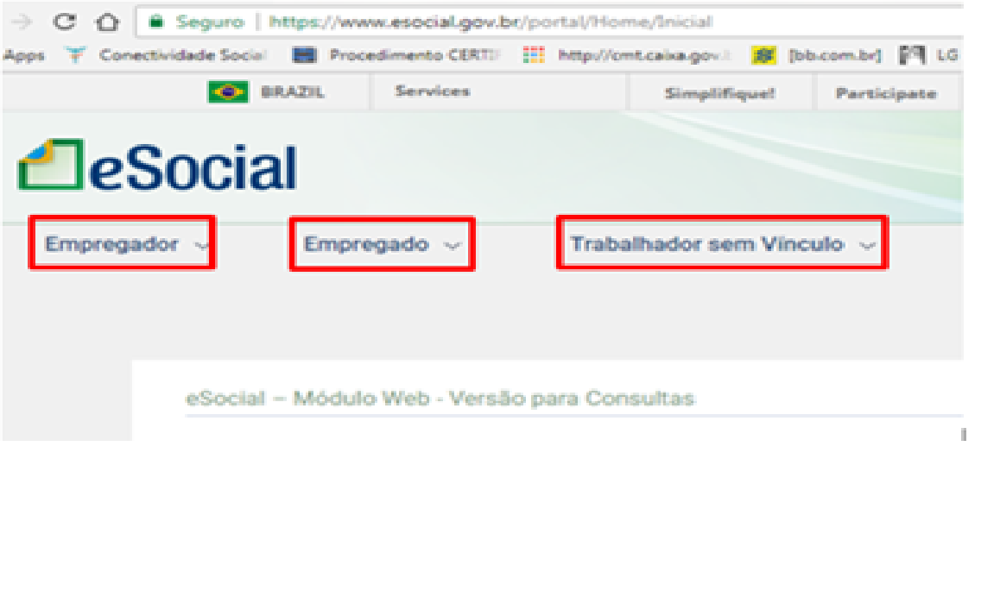 Seguro | https://www.esocial.gov.br/portal/Home/Inicial
Apps Conectividade Social Procedimento CERTI http://cmt.caixa.gov.b [bb.com.br] LG
BRAZIL Services Simplifique! Participate
eSocial
Empregador Empregado Trabalhador sem Vínculo
eSocial – Módulo Web - Versão para Consultas